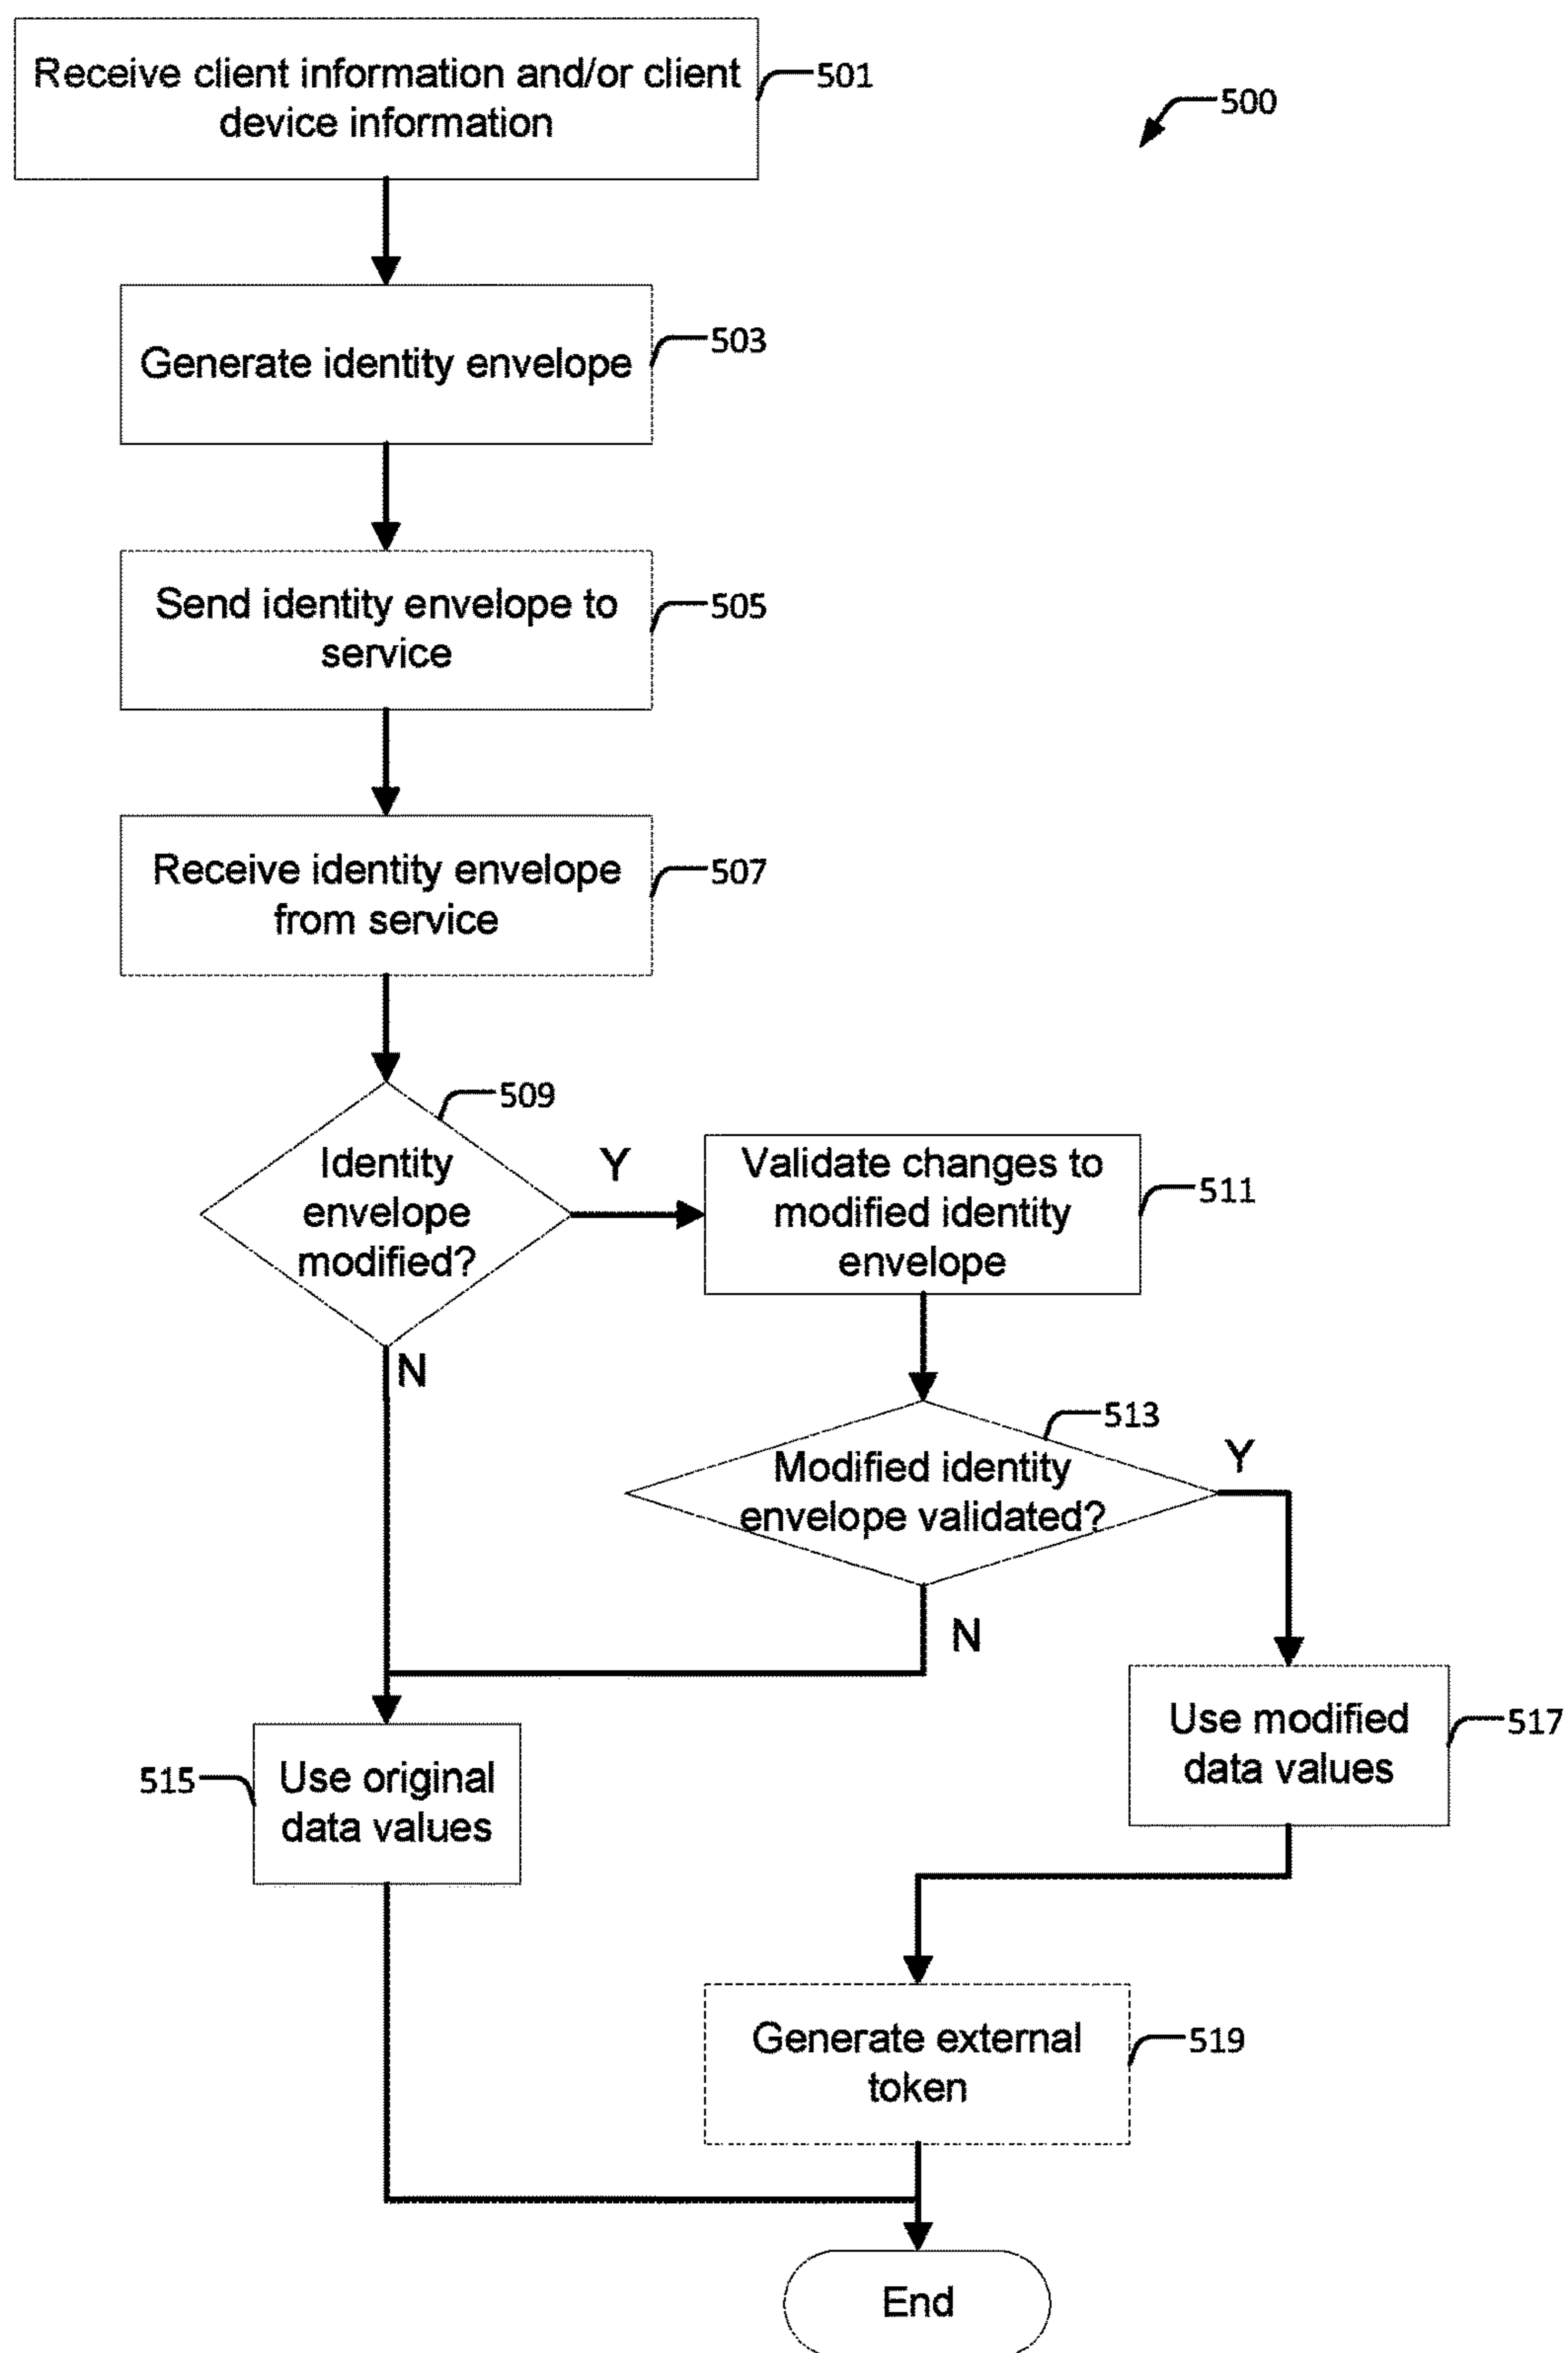 Receive client information and/or client
device information
501
500
Generate identity envelope
503
Send identity envelope to
service
505
Receive identity envelope
from service
507
509
Identity
envelope
modified?
Y
N
Validate changes to
modified identity
envelope
511
513
Modified identity
envelope validated?
Y
N
515
Use original
data values
Use modified
data values
517
Generate external
token
519
End